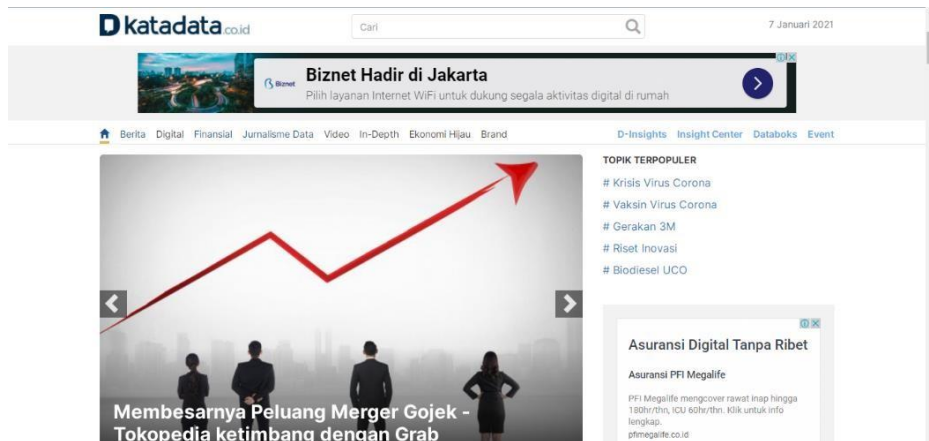 D katadata.co.id
Cari
7 Januari 2021
Biznet
Biznet Hadir di Jakarta
Pilih layanan Internet WiFi untuk dukung segala aktivitas digital di rumah
Berita Digital Finansial Jurnalisme Data Video In-Depth Ekonomi Hijau Brand
D-Insights Insight Center Databoks Event
TOPIK TERPOPULER
# Krisis Virus Corona
# Vaksin Virus Corona
# Gerakan 3M
# Riset Inovasi
# Biodiesel UCO
Membesarnya Peluang Merger Gojek -
Tokopedia ketimbang dengan Grab
Asuransi Digital Tanpa Ribet
Asuransi PFI Megalife
PFI Megalife mengcover rawat inap hingga
180hr/thn, ICU 60hr/thn. Klik untuk info
lengkap.
pfimegalife.co.id